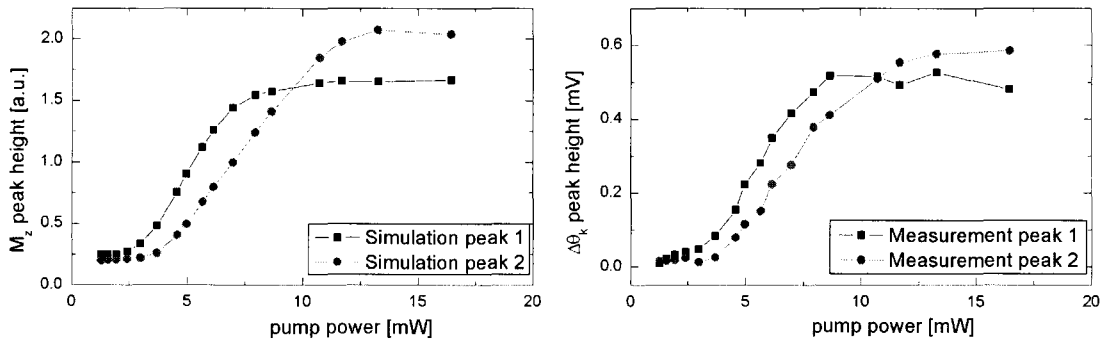 M_z peak height [a.u.]
2.0
1.5
1.0
0.5
0.0
0
5
10
15
20
pump power [mW]
Simulation peak 1
Simulation peak 2
Δθ_k peak height [mV]
0.6
0.4
0.2
0.0
0
5
10
15
20
pump power [mW]
Measurement peak 1
Measurement peak 2